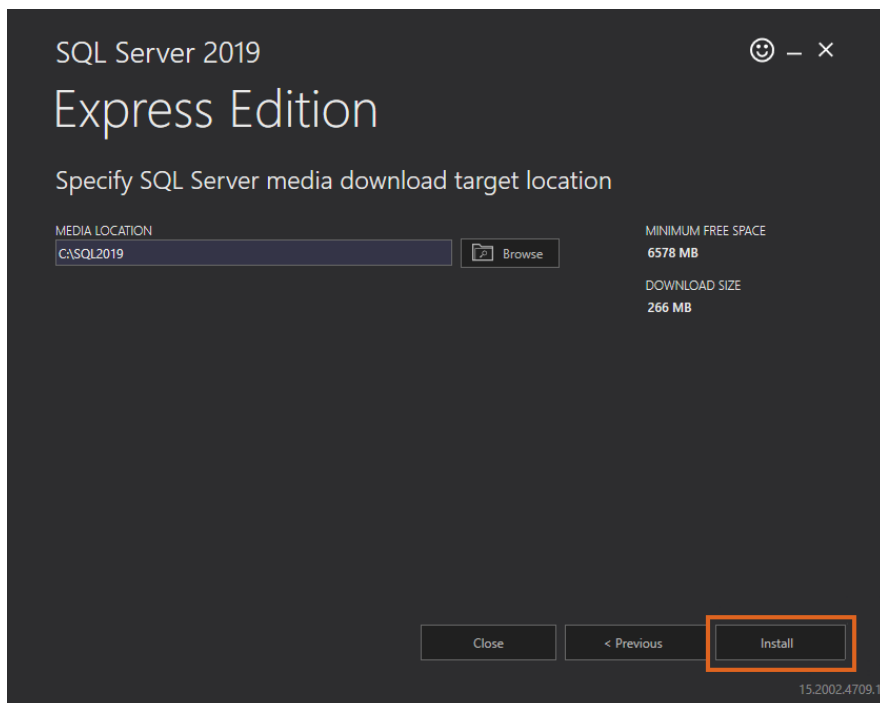 SQL Server 2019
Express Edition
Specify SQL Server media download target location
MEDIA LOCATION
C:\SQL2019
Browse
MINIMUM FREE SPACE
6578 MB
DOWNLOAD SIZE
266 MB
Close
< Previous
Install
15.2002.4709.1